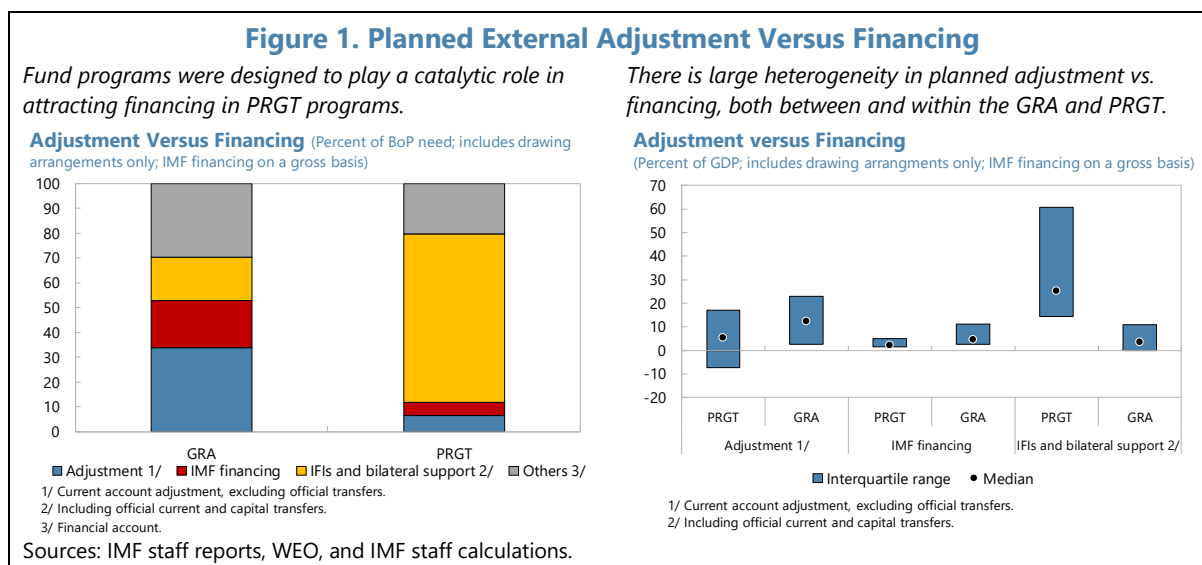 Figure 1. Planned External Adjustment Versus Financing
Fund programs were designed to play a catalytic role in
attracting financing in PRGT programs.
Adjustment Versus Financing (Percent of BoP need; includes drawing
arrangements only; IMF financing on a gross basis)
100
90
80
70
60
50
40
30
20
10
0
GRA
PRGT
Adjustment 1/
IMF financing
IFIs and bilateral support 2/
Others 3/
1/ Current account adjustment, excluding official transfers.
2/ Including official current and capital transfers.
3/ Financial account.
There is large heterogeneity in planned adjustment vs.
financing, both between and within the GRA and PRGT.
Adjustment versus Financing
(Percent of GDP; includes drawing arrangments only; IMF financing on a gross basis)
70
60
50
40
30
20
10
0
-10
-20
PRGT
GRA
PRGT
GRA
PRGT
GRA
Adjustment 1/
IMF financing
IFIs and bilateral support 2/
Interquartile range
Median
1/ Current account adjustment, excluding official transfers.
2/ Including official current and capital transfers.
Sources: IMF staff reports, WEO, and IMF staff calculations.